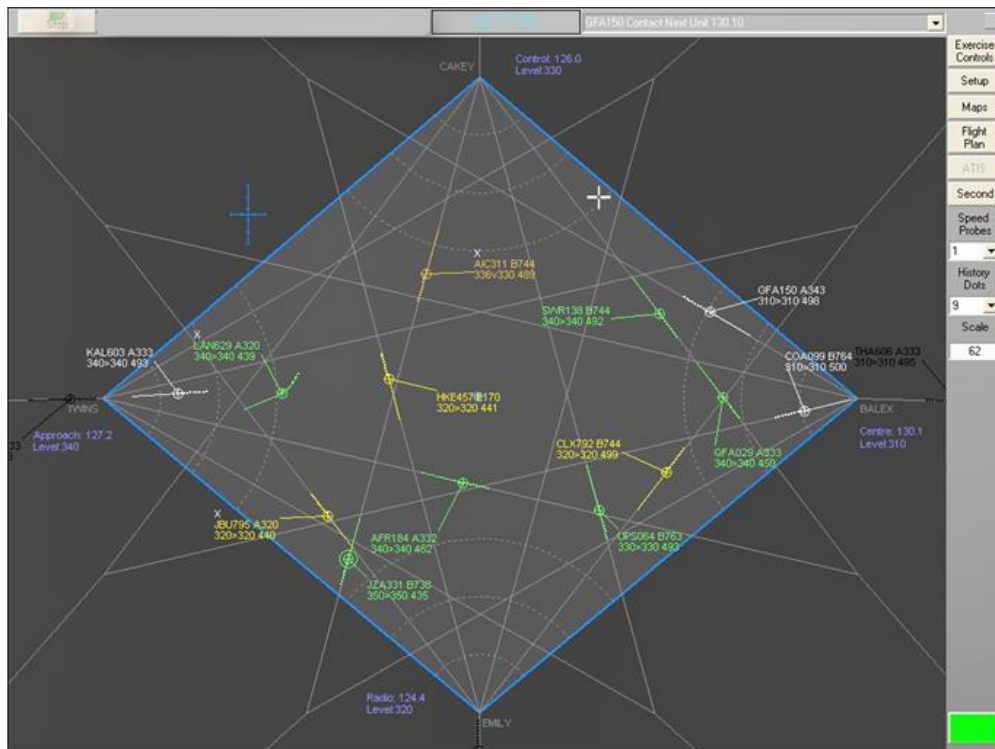 Stop
GFA150 Contact Next Unit 130.10
Exercise
Controls
Setup
Maps
Flight
Plan
ATIS
Second
Speed
Probes
1
History
Dots
9
Scale
62
CAKEY
Control: 126.0
Level:330
X
AIC311 B744
336v330 489
GFA150 A343
310>310 498
SWR138 B744
340>340 492
X
LAN629 A320
340>340 439
KAL603 A333
340>340 493
COA099 B764
310>310 500
THA606 A333
310>310 495
HKE457 E170
320>320 441
TWINS
BALEX
33
Approach: 127.2
Level:340
Centre: 130.1
Level:310
CLX792 B744
320>320 499
GFA029 A333
340>340 450
X
JBU795 A320
320>320 440
AFR184 A332
340>340 462
UPS064 B763
330>330 493
JZA331 B738
350>350 435
Radio: 124.4
Level:320
EMILY